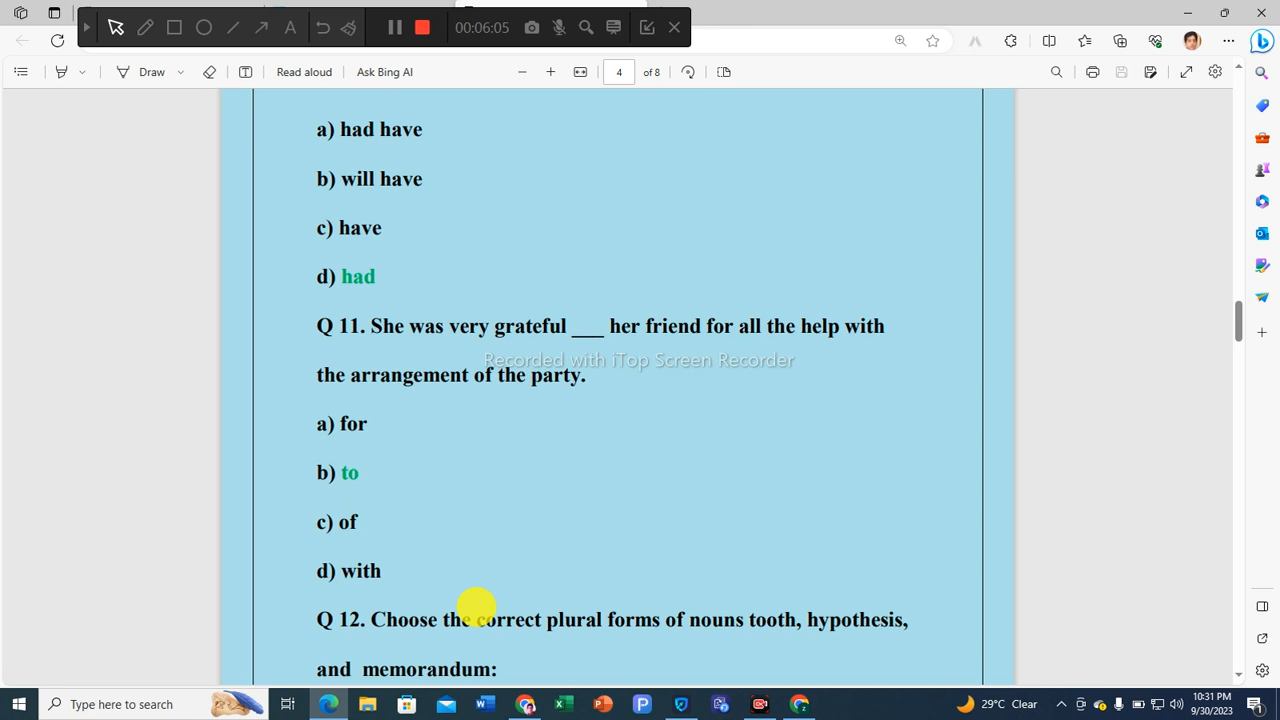 00:06:05
Draw
Read aloud
Ask Bing AI
4
of 8
a) had have
b) will have
c) have
d) had
Q 11. She was very grateful ___ her friend for all the help with
Recorded with iTop Screen Recorder
the arrangement of the party.
a) for
b) to
c) of
d) with
Q 12. Choose the correct plural forms of nouns tooth, hypothesis,
and memorandum:
Type here to search
29°C Clear
10:31 PM
9/30/2023